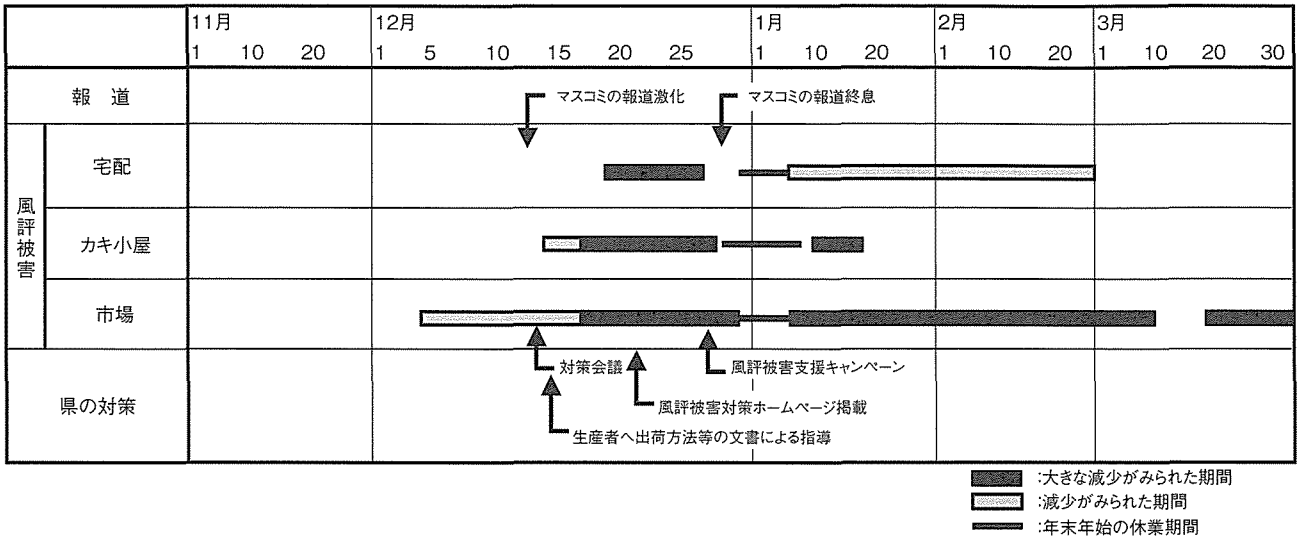 11月 12月 1月 2月 3月
1 10 20 1 5 10 15 20 25 1 10 20 1 10 20 1 10 20 30
報 道
マスコミの報道激化 マスコミの報道終息
風評被害
宅配
カキ小屋
市場
県の対策
対策会議 風評被害支援キャンペーン
風評被害対策ホームページ掲載
生産者へ出荷方法等の文書による指導
:大きな減少がみられた期間
:減少がみられた期間
:年末年始の休業期間